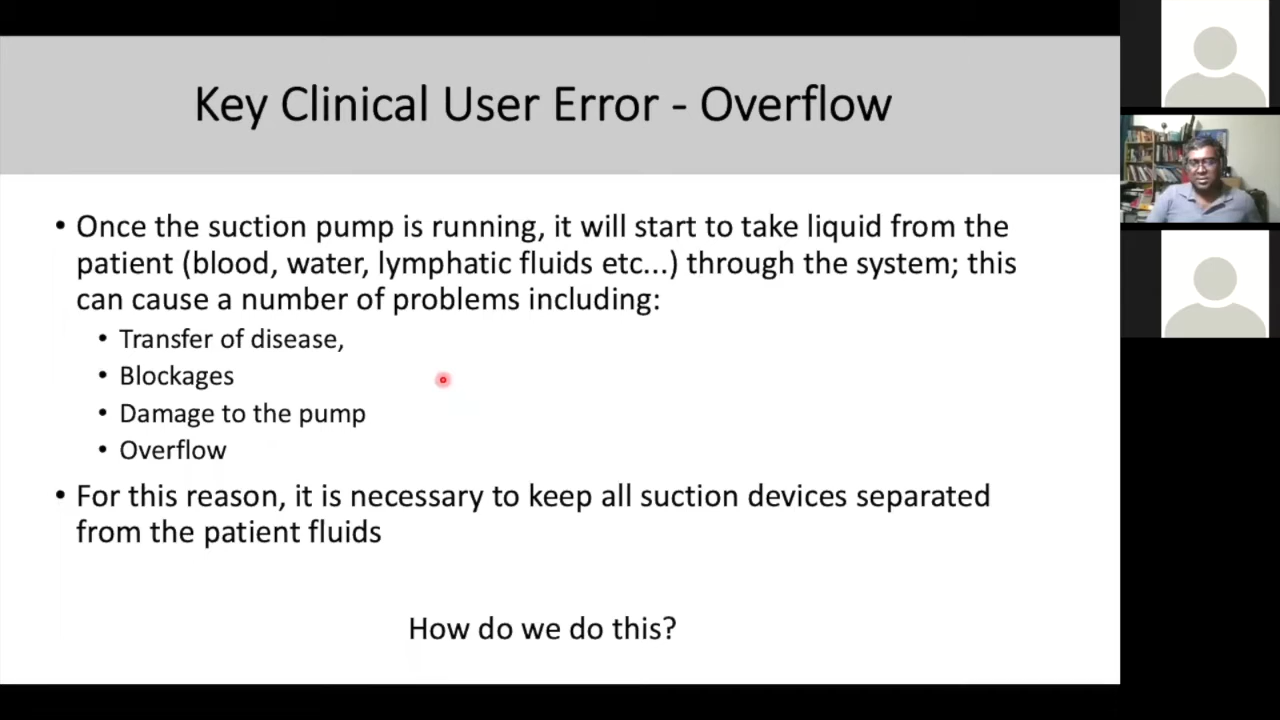 Key Clinical User Error - Overflow
• Once the suction pump is running, it will start to take liquid from the
patient (blood, water, lymphatic fluids etc...) through the system; this
can cause a number of problems including:
• Transfer of disease,
• Blockages
• Damage to the pump
• Overflow
• For this reason, it is necessary to keep all suction devices separated
from the patient fluids
How do we do this?